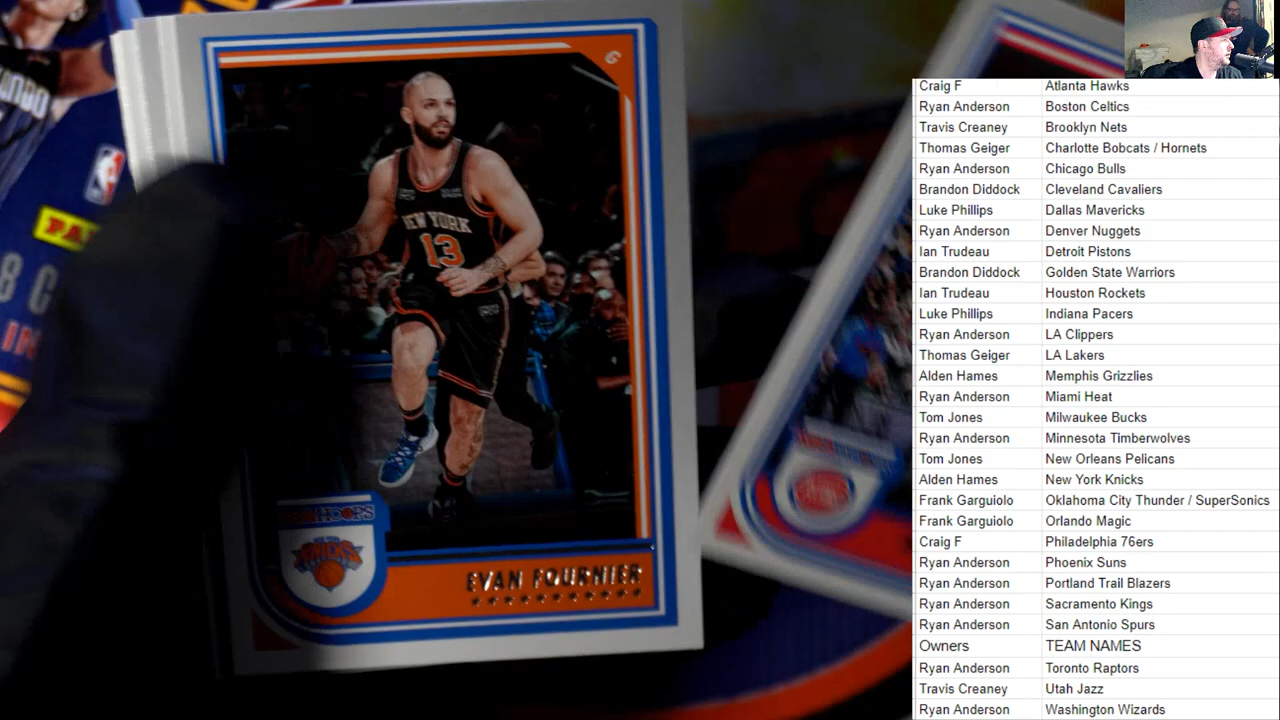 G
NEW YORK
13
HOOPS
KNICKS
EVAN FOURNIER
NBA
Craig F Atlanta Hawks
Ryan Anderson Boston Celtics
Travis Creaney Brooklyn Nets
Thomas Geiger Charlotte Bobcats / Hornets
Ryan Anderson Chicago Bulls
Brandon Diddock Cleveland Cavaliers
Luke Phillips Dallas Mavericks
Ryan Anderson Denver Nuggets
Ian Trudeau Detroit Pistons
Brandon Diddock Golden State Warriors
Ian Trudeau Houston Rockets
Luke Phillips Indiana Pacers
Ryan Anderson LA Clippers
Thomas Geiger LA Lakers
Alden Hames Memphis Grizzlies
Ryan Anderson Miami Heat
Tom Jones Milwaukee Bucks
Ryan Anderson Minnesota Timberwolves
Tom Jones New Orleans Pelicans
Alden Hames New York Knicks
Frank Garguiolo Oklahoma City Thunder / SuperSonics
Frank Garguiolo Orlando Magic
Craig F Philadelphia 76ers
Ryan Anderson Phoenix Suns
Ryan Anderson Portland Trail Blazers
Ryan Anderson Sacramento Kings
Ryan Anderson San Antonio Spurs
Owners TEAM NAMES
Ryan Anderson Toronto Raptors
Travis Creaney Utah Jazz
Ryan Anderson Washington Wizards